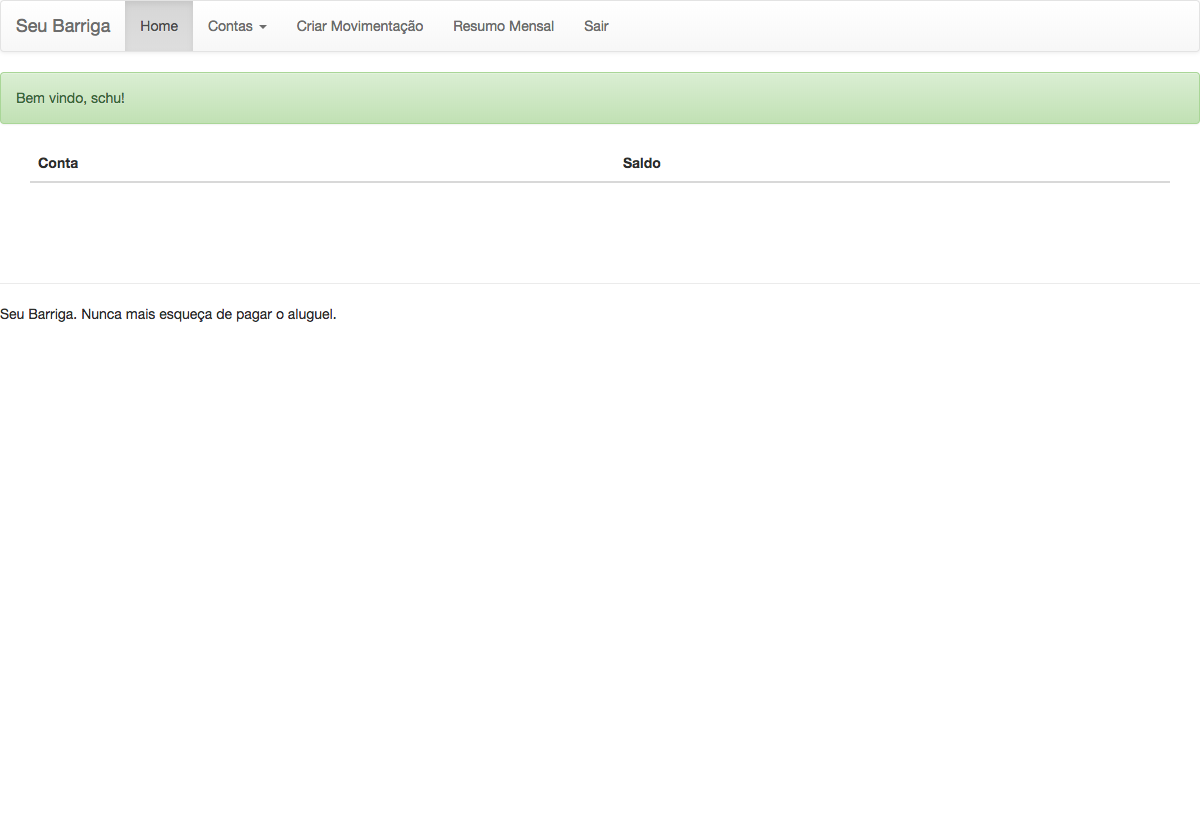 Seu Barriga Home Contas Criar Movimentação Resumo Mensal Sair
Bem vindo, schu!
Conta Saldo
Seu Barriga. Nunca mais esqueça de pagar o aluguel.